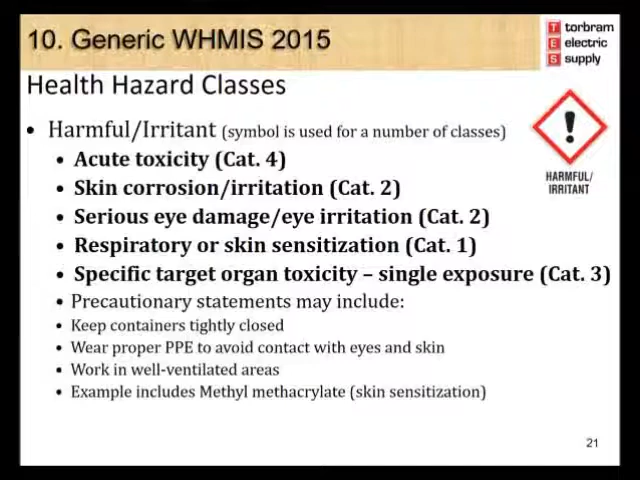 10. Generic WHMIS 2015
T torbram
E electric
S supply
Health Hazard Classes
• Harmful/Irritant (symbol is used for a number of classes)
• Acute toxicity (Cat. 4)
• Skin corrosion/irritation (Cat. 2)
• Serious eye damage/eye irritation (Cat. 2)
• Respiratory or skin sensitization (Cat. 1)
• Specific target organ toxicity – single exposure (Cat. 3)
• Precautionary statements may include:
• Keep containers tightly closed
• Wear proper PPE to avoid contact with eyes and skin
• Work in well-ventilated areas
• Example includes Methyl methacrylate (skin sensitization)
!
HARMFUL/
IRRITANT
21